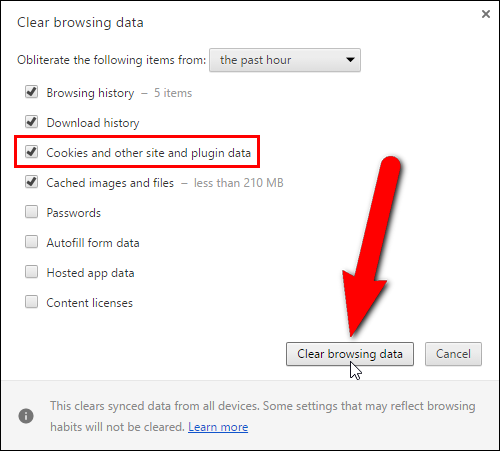 Clear browsing data
Obliterate the following items from: the past hour
Browsing history – 5 items
Download history
Cookies and other site and plugin data
Cached images and files – less than 210 MB
Passwords
Autofill form data
Hosted app data
Content licenses
Clear browsing data Cancel
This clears synced data from all devices. Some settings that may reflect browsing
habits will not be cleared. Learn more